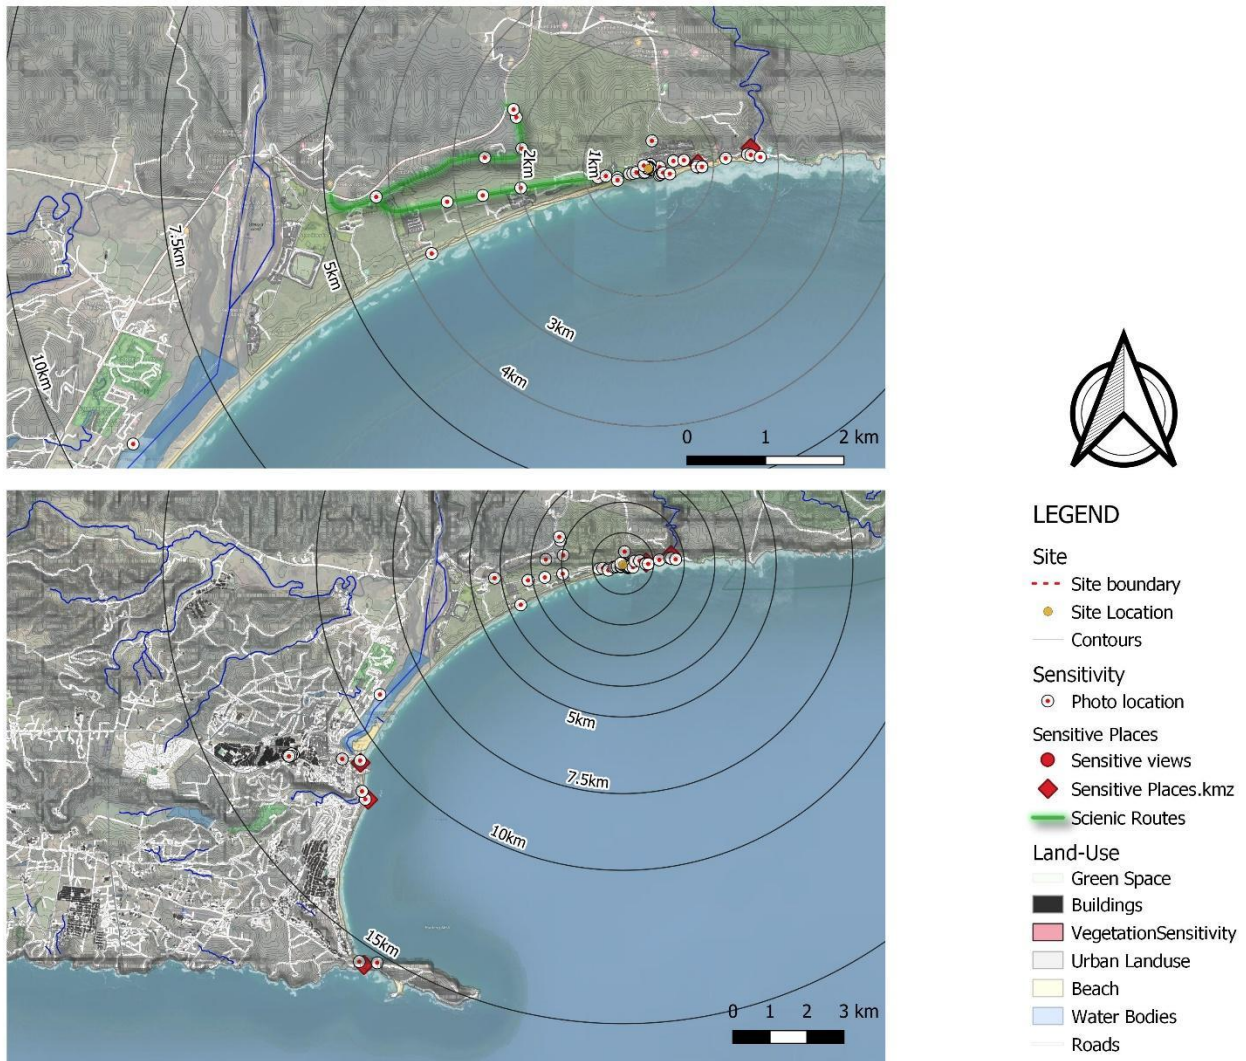 2km
1km
7.5km
5km
3km
10km
4km
0 1 2 km
5km
7.5km
10km
15km
0 1 2 3 km
LEGEND
Site
Site boundary
Site Location
Contours
Sensitivity
Photo location
Sensitive Places
Sensitive views
Sensitive Places.kmz
Scienic Routes
Land-Use
Green Space
Buildings
VegetationSensitivity
Urban Landuse
Beach
Water Bodies
Roads